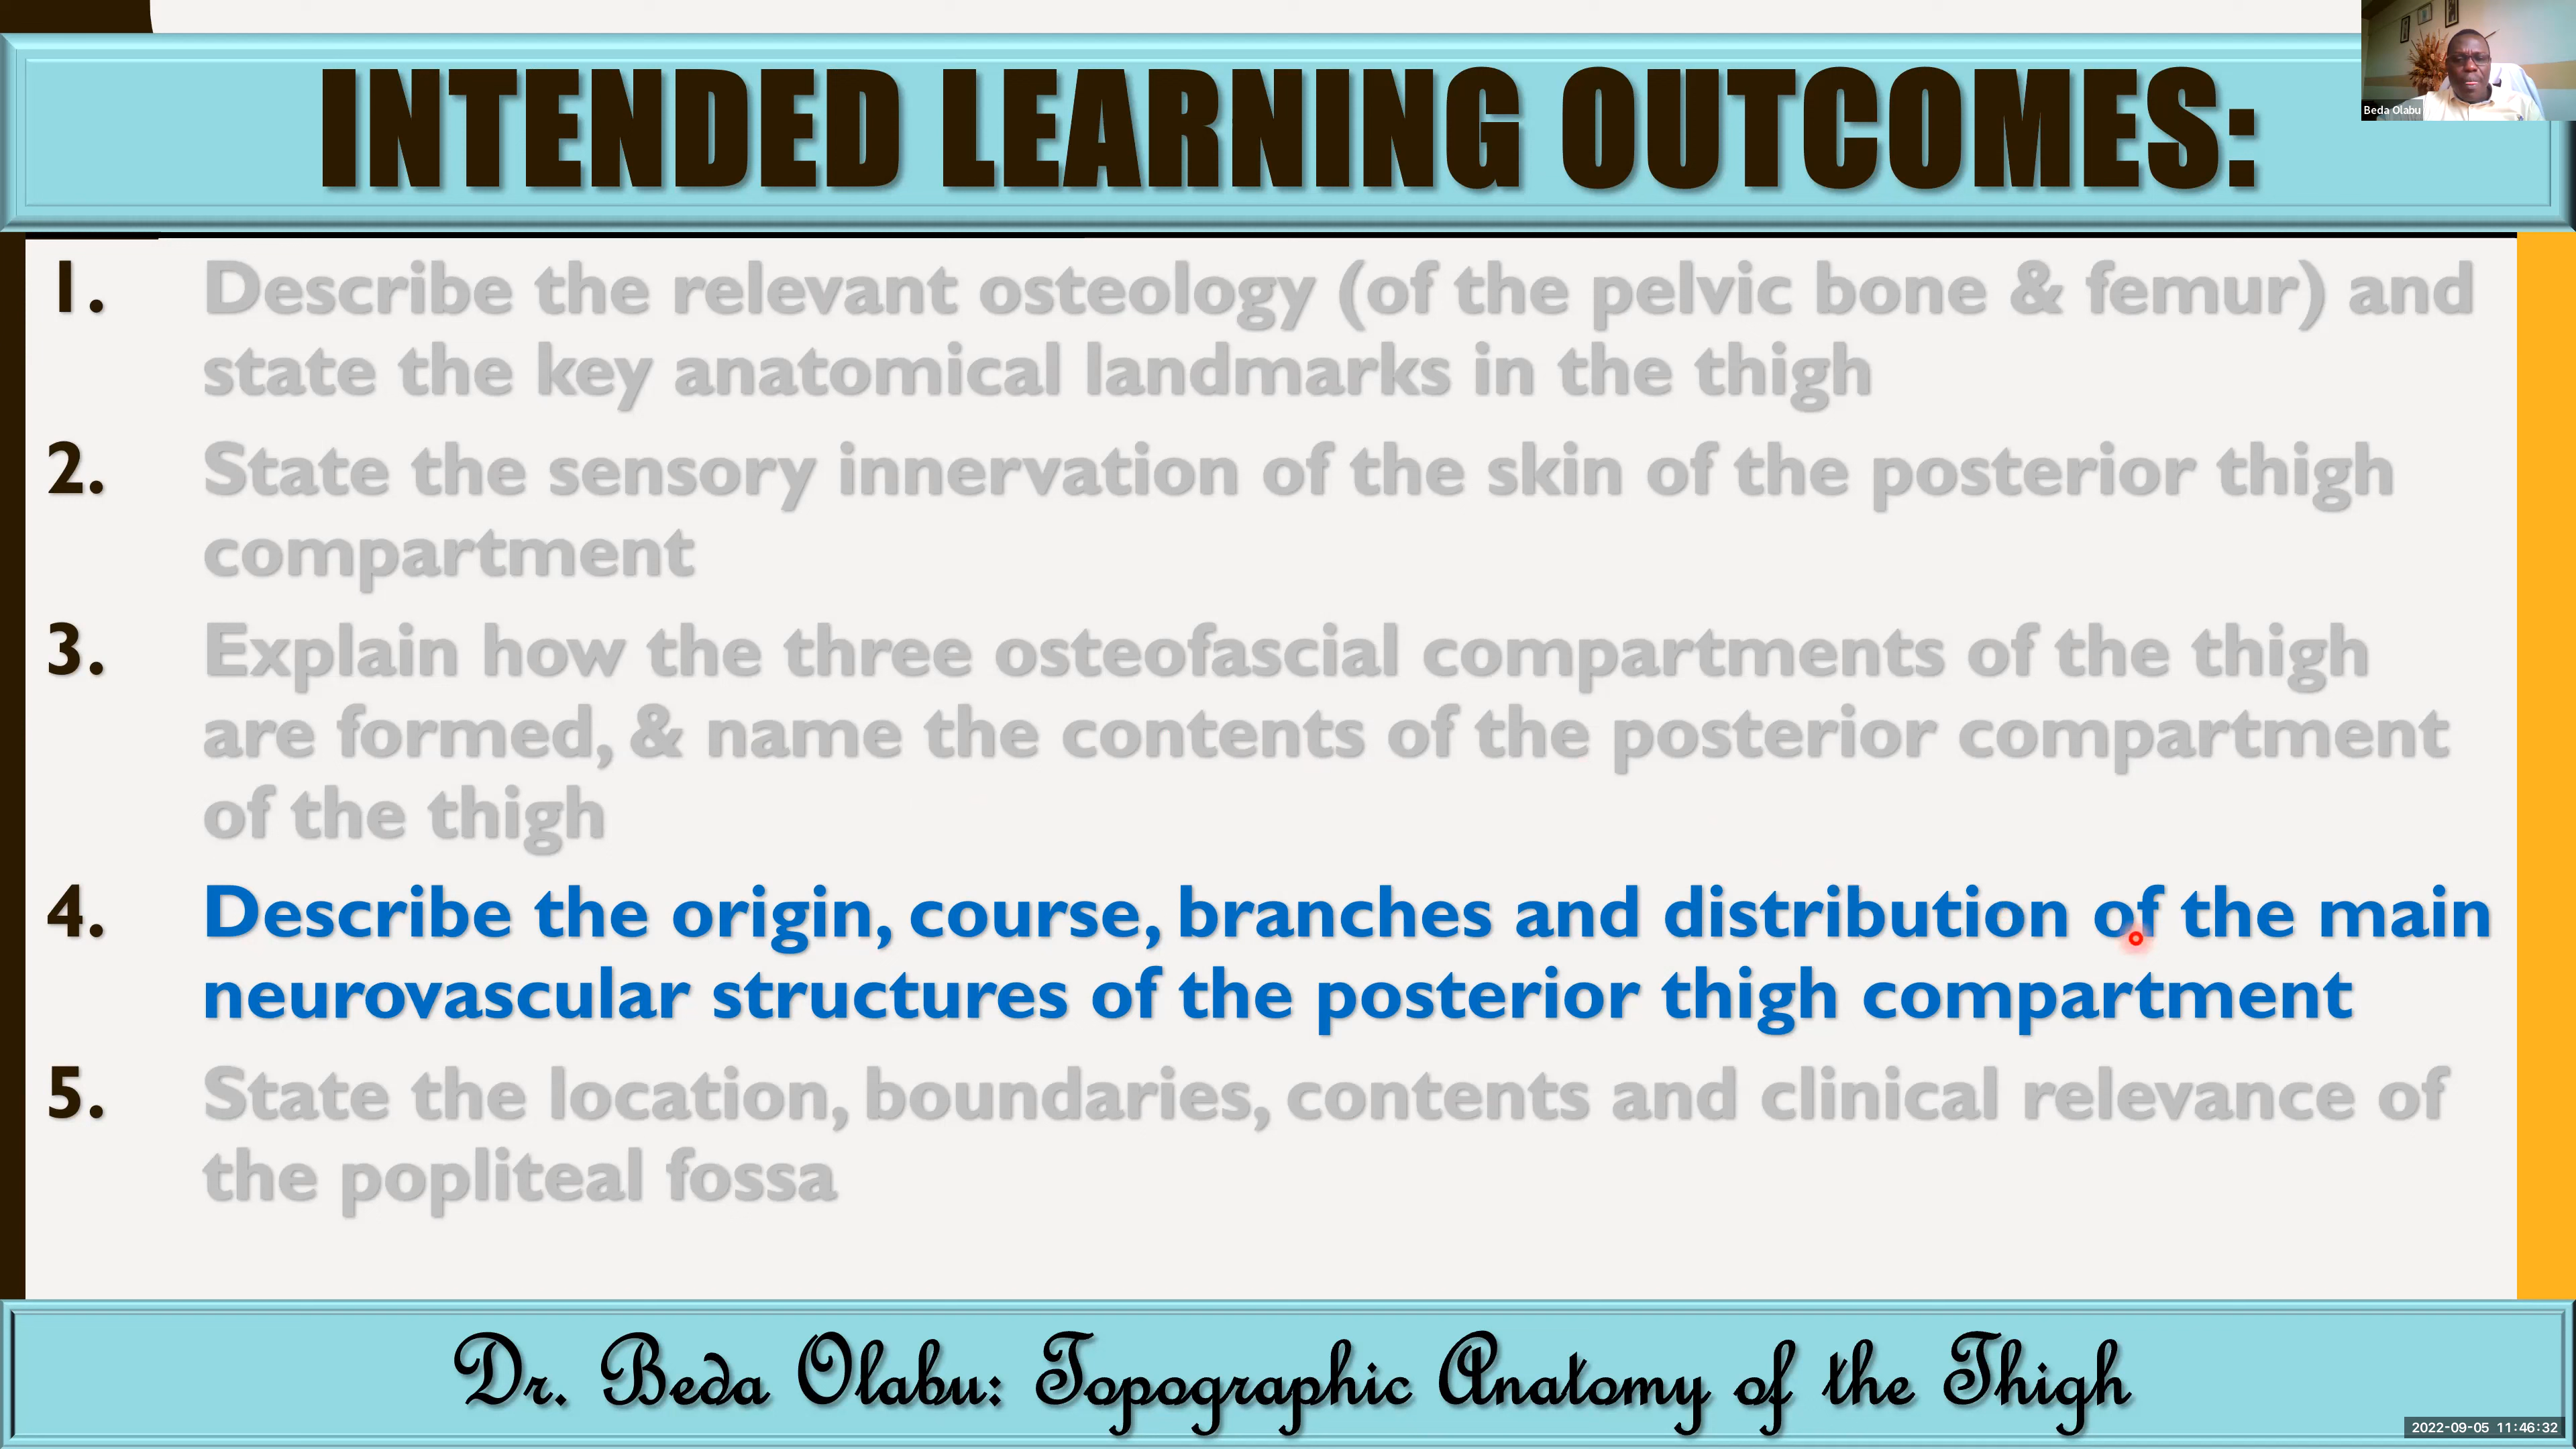 INTENDED LEARNING OUTCOMES:
Beda Olabu
1. Describe the relevant osteology (of the pelvic bone & femur) and
state the key anatomical landmarks in the thigh
2. State the sensory innervation of the skin of the posterior thigh
compartment
3. Explain how the three osteofascial compartments of the thigh
are formed, & name the contents of the posterior compartment
of the thigh
4. Describe the origin, course, branches and distribution of the main
neurovascular structures of the posterior thigh compartment
5. State the location, boundaries, contents and clinical relevance of
the popliteal fossa
Dr. Beda Olabu: Topographic Anatomy of the Thigh
2022-09-05 11:46:32